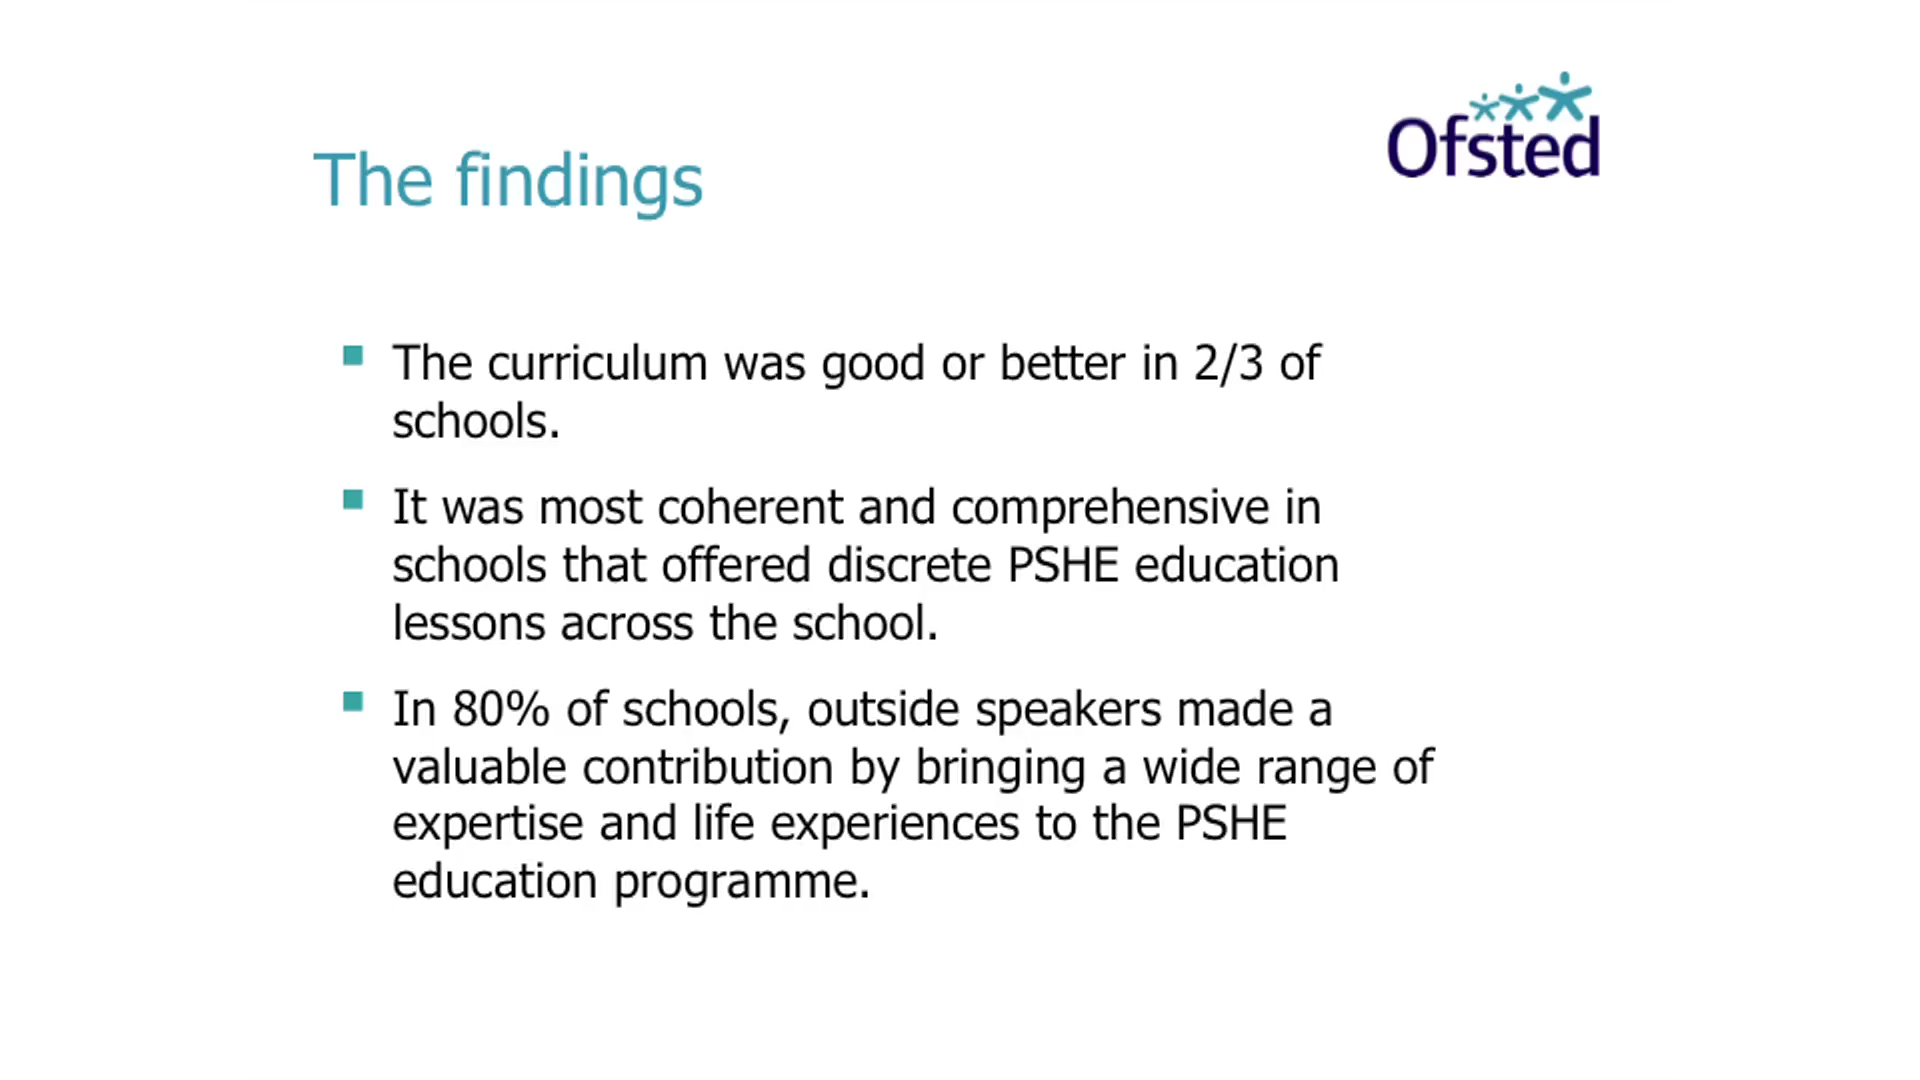 Ofsted
The findings
The curriculum was good or better in 2/3 of
schools.
It was most coherent and comprehensive in
schools that offered discrete PSHE education
lessons across the school.
In 80% of schools, outside speakers made a
valuable contribution by bringing a wide range of
expertise and life experiences to the PSHE
education programme.